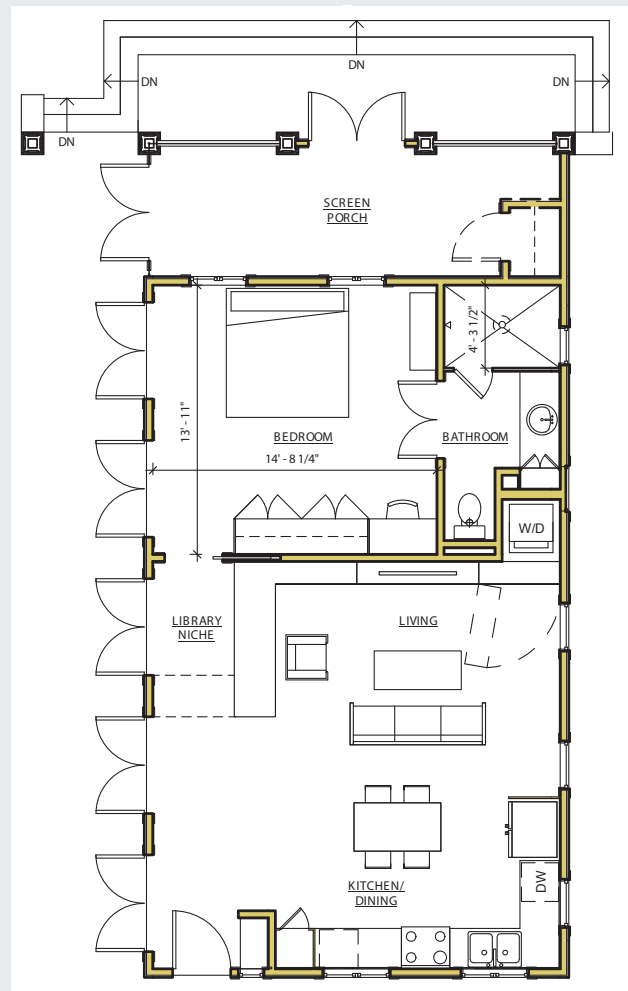 DN
DN
DN
DN
SCREEN
PORCH
4' - 3 1/2"
13' - 11"
BEDROOM
BATHROOM
14' - 8 1/4"
W/D
LIBRARY
NICHE
LIVING
DW
KITCHEN/
DINING